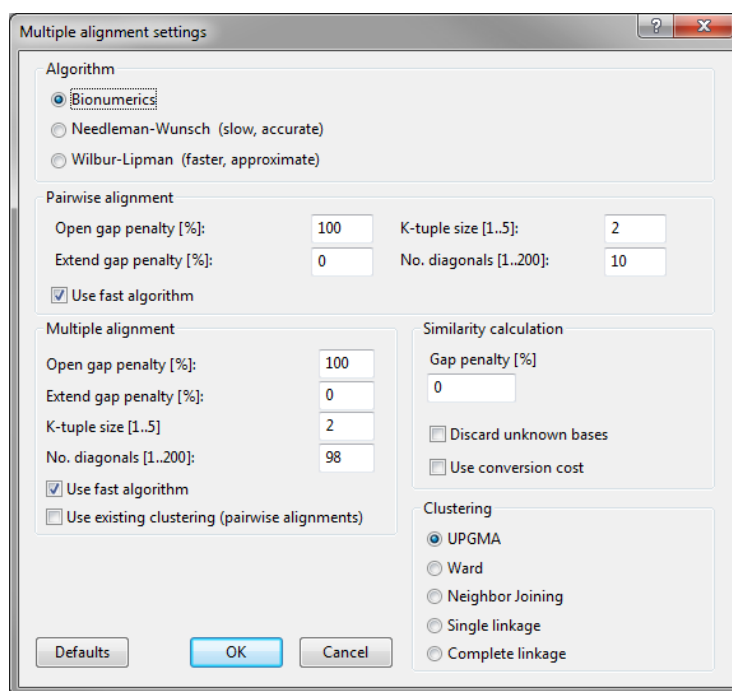 Multiple alignment settings
Algorithm
Bionumerics
Needleman-Wunsch (slow, accurate)
Wilbur-Lipman (faster, approximate)
Pairwise alignment
Open gap penalty [%]: 100 K-tuple size [1..5]: 2
Extend gap penalty [%]: 0 No. diagonals [1..200]: 10
Use fast algorithm
Multiple alignment
Open gap penalty [%]: 100
Extend gap penalty [%]: 0
K-tuple size [1..5] 2
No. diagonals [1..200]: 98
Use fast algorithm
Use existing clustering (pairwise alignments)
Similarity calculation
Gap penalty [%]
0
Discard unknown bases
Use conversion cost
Clustering
UPGMA
Ward
Neighbor Joining
Single linkage
Complete linkage
Defaults OK Cancel